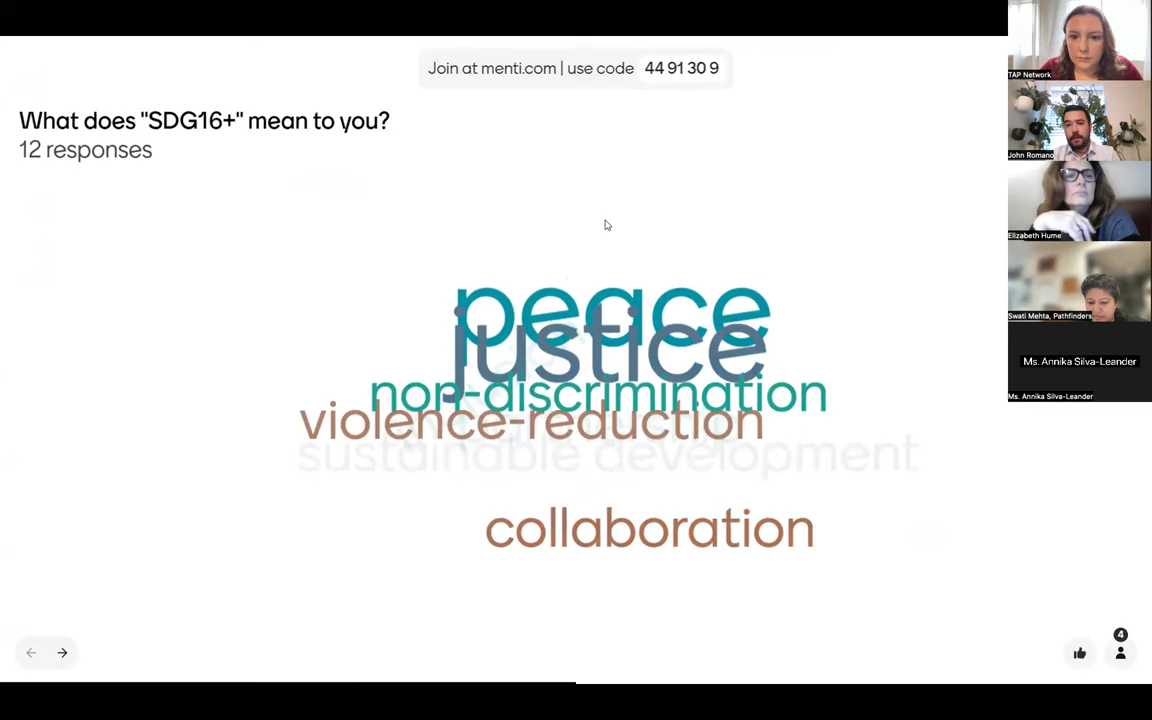 Join at menti.com | use code 44 91 30 9
What does "SDG16+" mean to you?
12 responses
peace
justice
non-discrimination
violence-reduction
sustainable development
collaboration
4
TAP Network
John Romano
Elizabeth Hume
Swati Mehta, Pathfinders
Ms. Annika Silva-Leander
Ms. Annika Silva-Leander